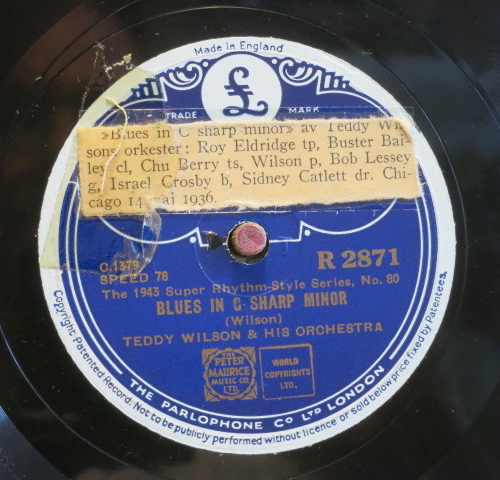 Made in England
£
TRADE MARK
»Blues in C sharp minor» av Teddy Wil-
sons orkester: Roy Eldridge tp, Buster Bai-
ley cl, Chu Berry ts, Wilson p, Bob Lessey
g, Israel Crosby b, Sidney Catlett dr. Chi-
cago 14 maj 1936.
R 2871
C.1379
SPEED 78
The 1943 Super Rhythm-Style Series, No. 80
BLUES IN C SHARP MINOR
(Wilson)
TEDDY WILSON & HIS ORCHESTRA
THE PETER MAURICE MUSIC CO. LTD.
WORLD COPYRIGHTS LTD.
THE PARLOPHONE CO LTD LONDON
Copyright Patented Record: Not to be publicly performed without licence or sold below price fixed by Patentees.